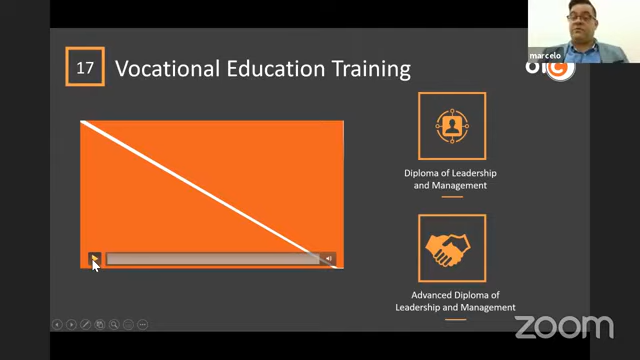 marcelo
17
Vocational Education Training
Diploma of Leadership
and Management
Advanced Diploma of
Leadership and Management
zoom